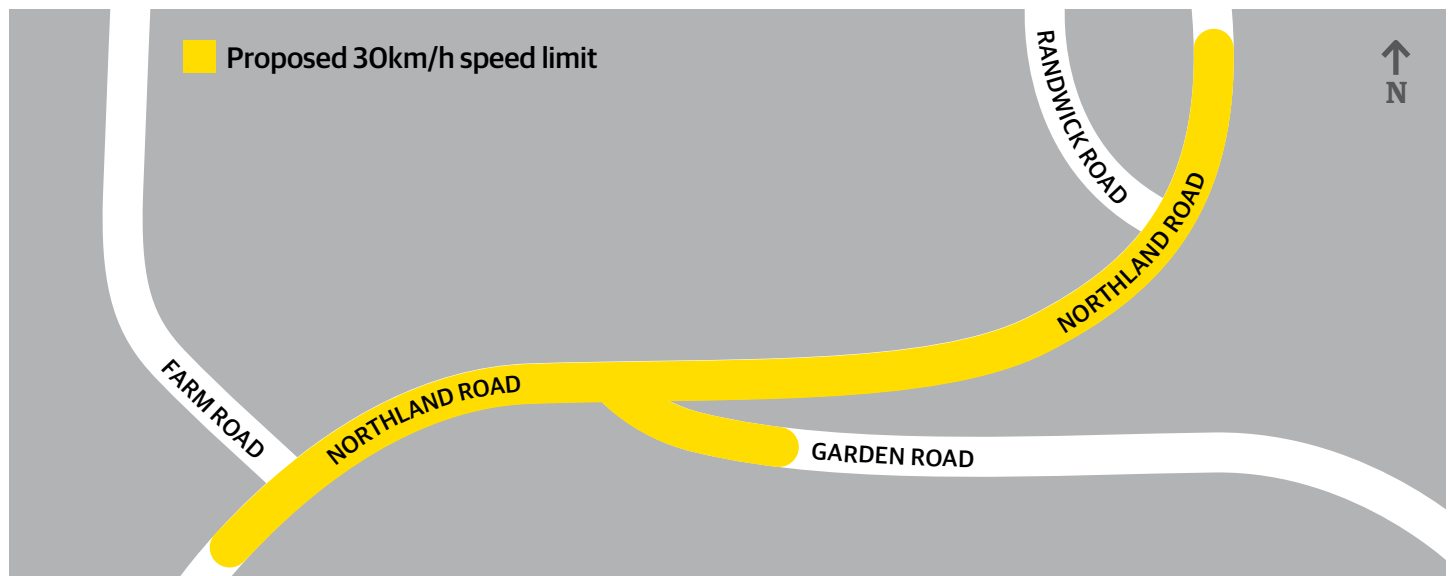 Proposed 30km/h speed limit
RANDWICK ROAD
N
NORTHLAND ROAD
FARM ROAD
NORTHLAND ROAD
GARDEN ROAD